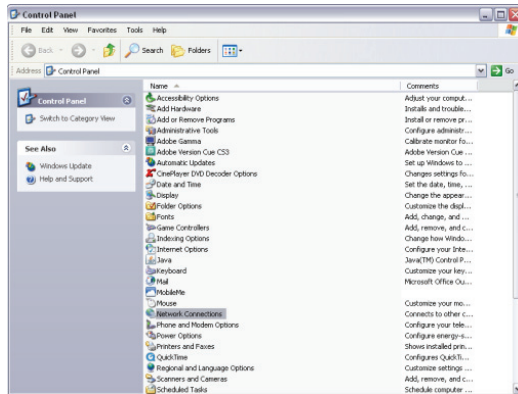 Control Panel
File Edit View Favorites Tools Help
Back Search Folders
Address Control Panel Go
Control Panel
Switch to Category View
See Also
Windows Update
Help and Support
Name Comments
Accessibility Options Adjust your comput...
Add Hardware Installs and trouble...
Add or Remove Programs Install or remove pr...
Administrative Tools Configure administr...
Adobe Gamma Calibrate monitor fo...
Adobe Version Cue CS3 Adobe Version Cue ...
Automatic Updates Set up Windows to ...
CinePlayer DVD Decoder Options Changes settings fo...
Date and Time Set the date, time, ...
Display Change the appear...
Folder Options Customize the displ...
Fonts Add, change, and ...
Game Controllers Add, remove, and c...
Indexing Options Change how Windo...
Internet Options Configure your Inte...
Java Java(TM) Control P...
Keyboard Customize your key...
Mail Microsoft Office Ou...
MobileMe
Mouse Customize your mo...
Network Connections Connects to other c...
Phone and Modem Options Configure your tele...
Power Options Configure energy-s...
Printers and Faxes Shows installed prin...
QuickTime Configures QuickTi...
Regional and Language Options Customize settings ...
Scanners and Cameras Add, remove, and c...
Scheduled Tasks Schedule computer ...